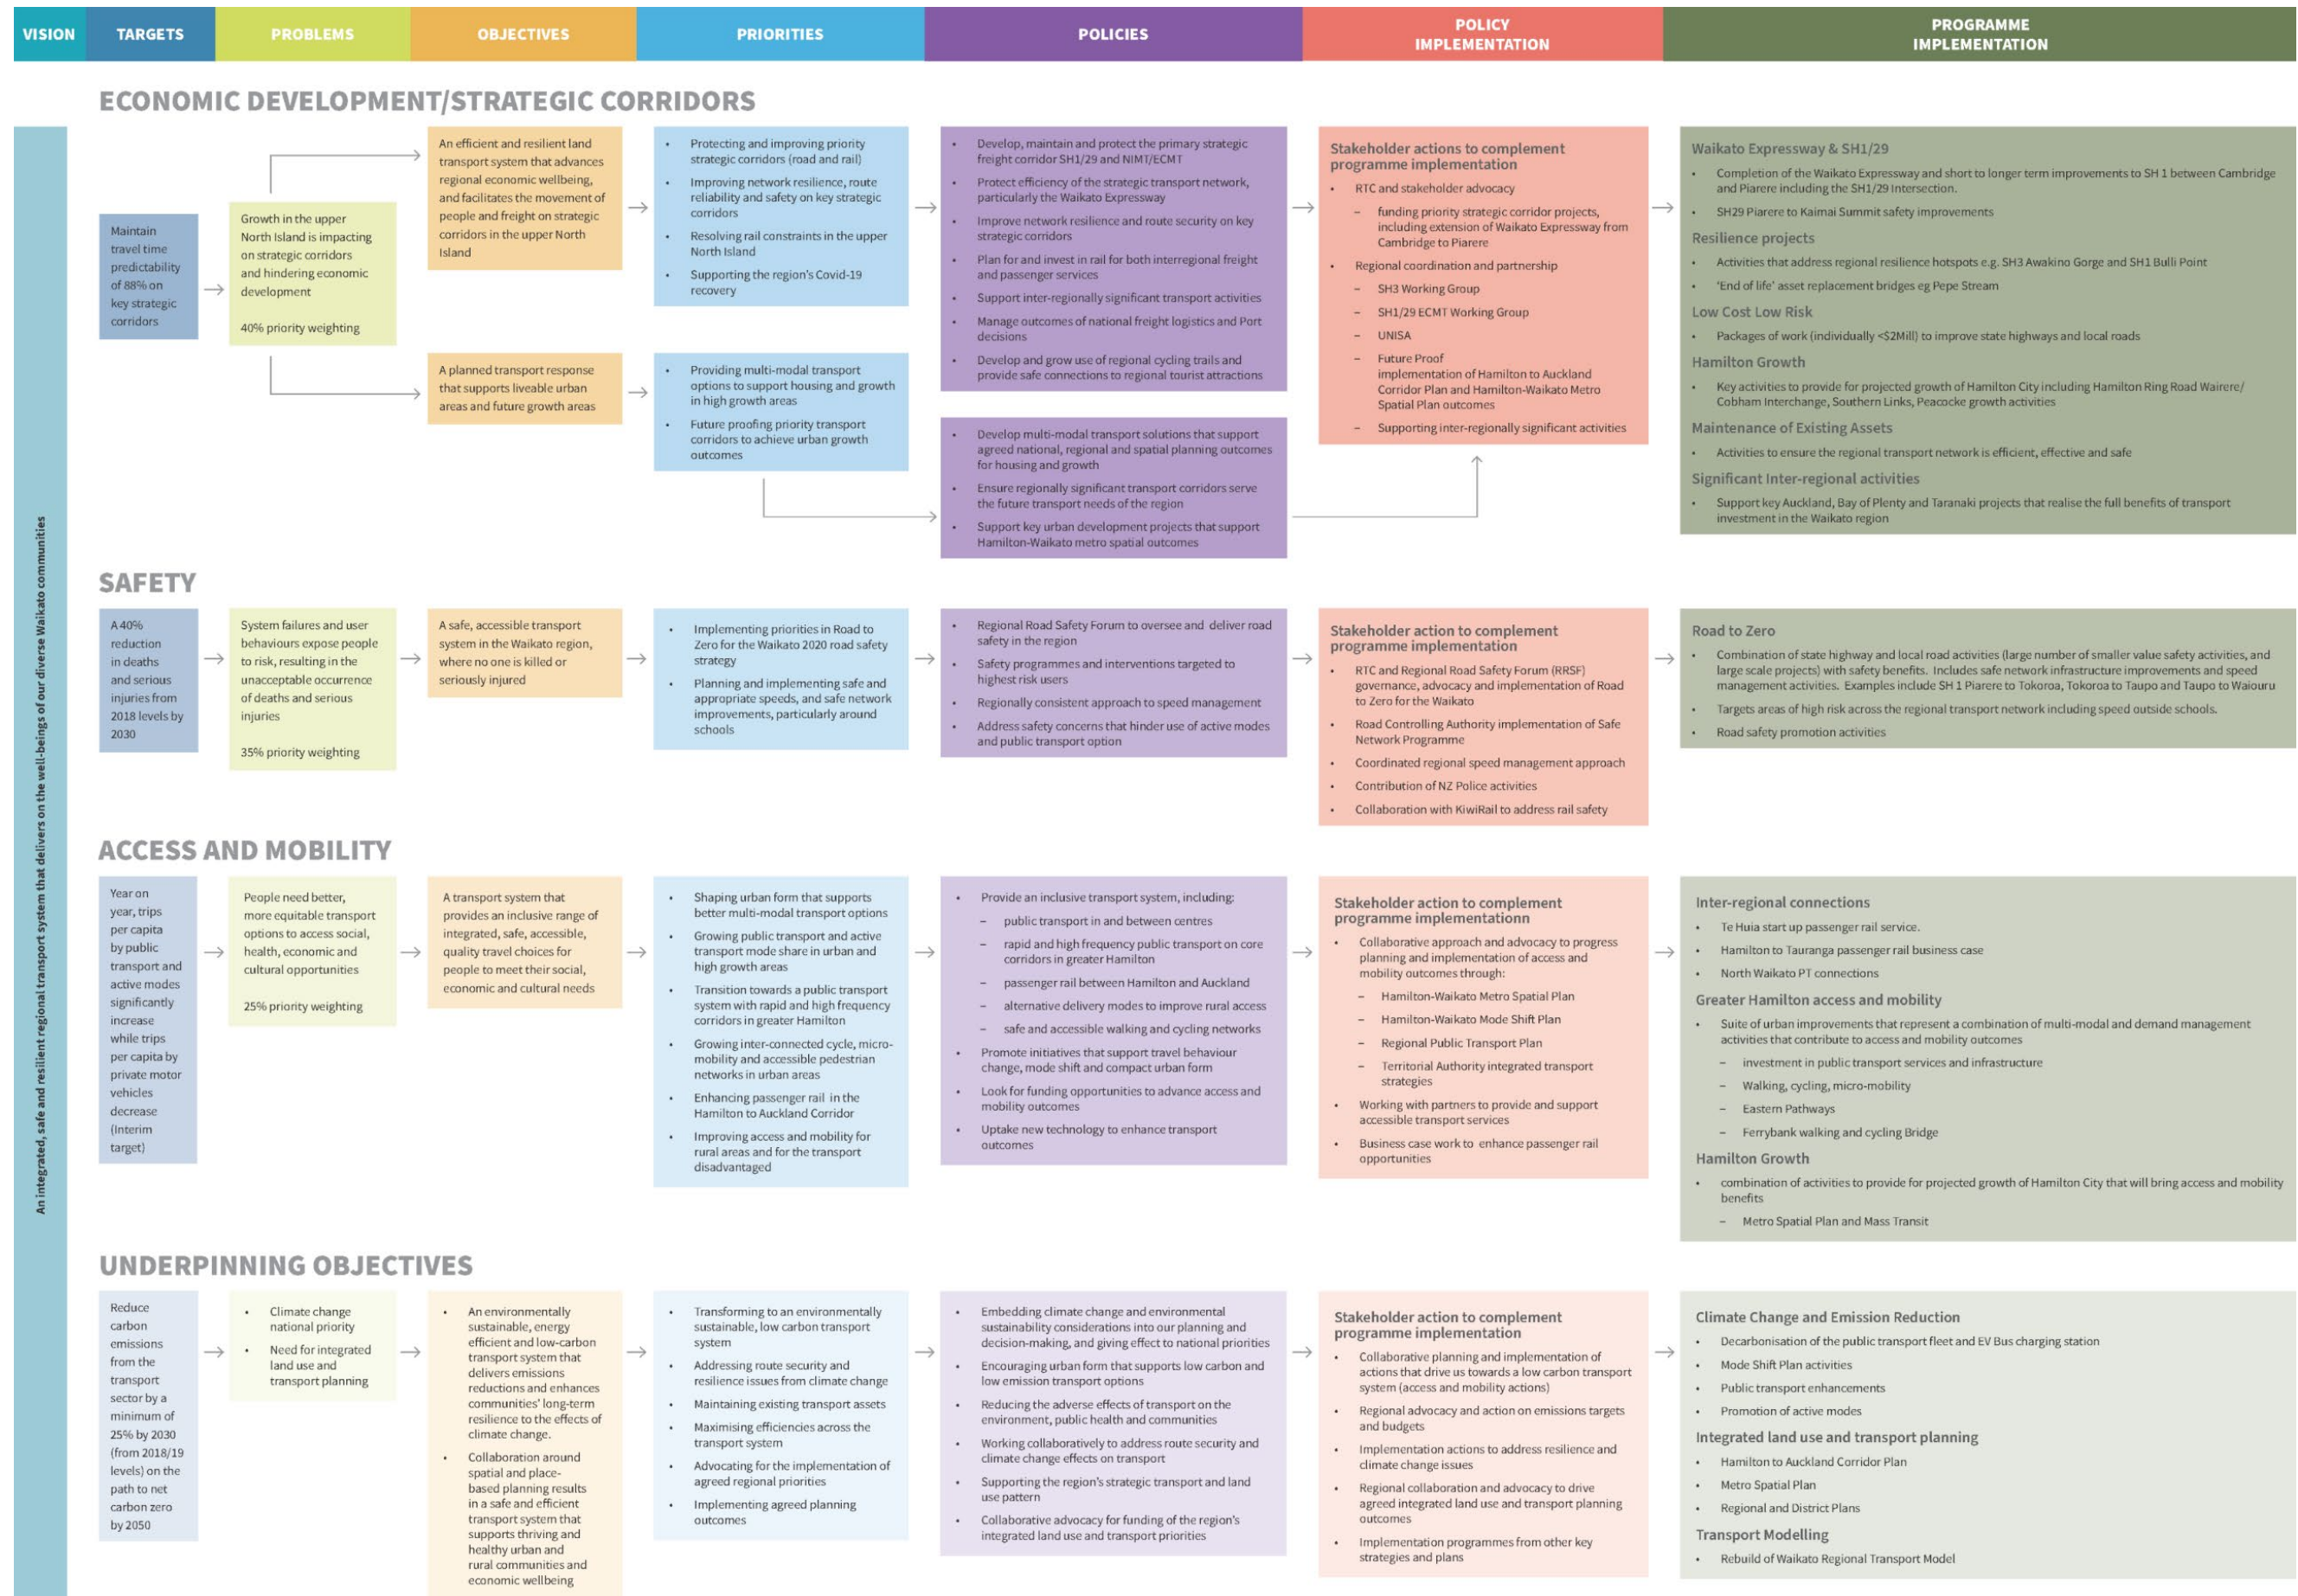 VISION
TARGETS
PROBLEMS
OBJECTIVES
PRIORITIES
POLICIES
POLICY
IMPLEMENTATION
PROGRAMME
IMPLEMENTATION
An integrated, safe and resilient regional transport system that delivers on the well-beings of our diverse Waikato communities
ECONOMIC DEVELOPMENT/STRATEGIC CORRIDORS
Maintain
travel time
predictability
of 88% on
key strategic
corridors
Growth in the upper
North Island is impacting
on strategic corridors
and hindering economic
development
40% priority weighting
An efficient and resilient land
transport system that advances
regional economic wellbeing,
and facilitates the movement of
people and freight on strategic
corridors in the upper North
Island
A planned transport response
that supports liveable urban
areas and future growth areas
• Protecting and improving priority
strategic corridors (road and rail)
• Improving network resilience, route
reliability and safety on key strategic
corridors
• Resolving rail constraints in the upper
North Island
• Supporting the region's Covid-19
recovery
• Providing multi-modal transport
options to support housing and growth
in high growth areas
• Future proofing priority transport
corridors to achieve urban growth
outcomes
• Develop, maintain and protect the primary strategic
freight corridor SH1/29 and NIMT/ECMT
• Protect efficiency of the strategic transport network,
particularly the Waikato Expressway
• Improve network resilience and route security on key
strategic corridors
• Plan for and invest in rail for both interregional freight
and passenger services
• Support inter-regionally significant transport activities
• Manage outcomes of national freight logistics and Port
decisions
• Develop and grow use of regional cycling trails and
provide safe connections to regional tourist attractions
• Develop multi-modal transport solutions that support
agreed national, regional and spatial planning outcomes
for housing and growth
• Ensure regionally significant transport corridors serve
the future transport needs of the region
• Support key urban development projects that support
Hamilton-Waikato metro spatial outcomes
Stakeholder actions to complement
programme implementation
• RTC and stakeholder advocacy
– funding priority strategic corridor projects,
including extension of Waikato Expressway from
Cambridge to Piarere
• Regional coordination and partnership
– SH3 Working Group
– SH1/29 ECMT Working Group
– UNISA
– Future Proof
implementation of Hamilton to Auckland
Corridor Plan and Hamilton-Waikato Metro
Spatial Plan outcomes
– Supporting inter-regionally significant activities
Waikato Expressway & SH1/29
• Completion of the Waikato Expressway and short to longer term improvements to SH 1 between Cambridge
and Piarere including the SH1/29 Intersection.
• SH29 Piarere to Kaimai Summit safety improvements
Resilience projects
• Activities that address regional resilience hotspots e.g. SH3 Awakino Gorge and SH1 Bulli Point
• 'End of life' asset replacement bridges eg Pepe Stream
Low Cost Low Risk
• Packages of work (individually <$2Mill) to improve state highways and local roads
Hamilton Growth
• Key activities to provide for projected growth of Hamilton City including Hamilton Ring Road Wairere/
Cobham Interchange, Southern Links, Peacocke growth activities
Maintenance of Existing Assets
• Activities to ensure the regional transport network is efficient, effective and safe
Significant Inter-regional activities
• Support key Auckland, Bay of Plenty and Taranaki projects that realise the full benefits of transport
investment in the Waikato region
SAFETY
A 40%
reduction
in deaths
and serious
injuries from
2018 levels by
2030
System failures and user
behaviours expose people
to risk, resulting in the
unacceptable occurrence
of deaths and serious
injuries
35% priority weighting
A safe, accessible transport
system in the Waikato region,
where no one is killed or
seriously injured
• Implementing priorities in Road to
Zero for the Waikato 2020 road safety
strategy
• Planning and implementing safe and
appropriate speeds, and safe network
improvements, particularly around
schools
• Regional Road Safety Forum to oversee and deliver road
safety in the region
• Safety programmes and interventions targeted to
highest risk users
• Regionally consistent approach to speed management
• Address safety concerns that hinder use of active modes
and public transport option
Stakeholder action to complement
programme implementation
• RTC and Regional Road Safety Forum (RRSF)
governance, advocacy and implementation of Road
to Zero for the Waikato
• Road Controlling Authority implementation of Safe
Network Programme
• Coordinated regional speed management approach
• Contribution of NZ Police activities
• Collaboration with KiwiRail to address rail safety
Road to Zero
• Combination of state highway and local road activities (large number of smaller value safety activities, and
large scale projects) with safety benefits. Includes safe network infrastructure improvements and speed
management activities. Examples include SH 1 Piarere to Tokoroa, Tokoroa to Taupo and Taupo to Waiouru
• Targets areas of high risk across the regional transport network including speed outside schools.
• Road safety promotion activities
ACCESS AND MOBILITY
Year on
year, trips
per capita
by public
transport and
active modes
significantly
increase
while trips
per capita by
private motor
vehicles
decrease
(Interim
target)
People need better,
more equitable transport
options to access social,
health, economic and
cultural opportunities
25% priority weighting
A transport system that
provides an inclusive range of
integrated, safe, accessible,
quality travel choices for
people to meet their social,
economic and cultural needs
• Shaping urban form that supports
better multi-modal transport options
• Growing public transport and active
transport mode share in urban and
high growth areas
• Transition towards a public transport
system with rapid and high frequency
corridors in greater Hamilton
• Growing inter-connected cycle, micro-
mobility and accessible pedestrian
networks in urban areas
• Enhancing passenger rail in the
Hamilton to Auckland Corridor
• Improving access and mobility for
rural areas and for the transport
disadvantaged
• Provide an inclusive transport system, including:
– public transport in and between centres
– rapid and high frequency public transport on core
corridors in greater Hamilton
– passenger rail between Hamilton and Auckland
– alternative delivery modes to improve rural access
– safe and accessible walking and cycling networks
• Promote initiatives that support travel behaviour
change, mode shift and compact urban form
• Look for funding opportunities to advance access and
mobility outcomes
• Uptake new technology to enhance transport
outcomes
Stakeholder action to complement
programme implementationn
• Collaborative approach and advocacy to progress
planning and implementation of access and
mobility outcomes through:
– Hamilton-Waikato Metro Spatial Plan
– Hamilton-Waikato Mode Shift Plan
– Regional Public Transport Plan
– Territorial Authority integrated transport
strategies
• Working with partners to provide and support
accessible transport services
• Business case work to enhance passenger rail
opportunities
Inter-regional connections
• Te Huia start up passenger rail service.
• Hamilton to Tauranga passenger rail business case
• North Waikato PT connections
Greater Hamilton access and mobility
• Suite of urban improvements that represent a combination of multi-modal and demand management
activities that contribute to access and mobility outcomes
– investment in public transport services and infrastructure
– Walking, cycling, micro-mobility
– Eastern Pathways
– Ferrybank walking and cycling Bridge
Hamilton Growth
• combination of activities to provide for projected growth of Hamilton City that will bring access and mobility
benefits
– Metro Spatial Plan and Mass Transit
UNDERPINNING OBJECTIVES
Reduce
carbon
emissions
from the
transport
sector by a
minimum of
25% by 2030
(from 2018/19
levels) on the
path to net
carbon zero
by 2050
• Climate change
national priority
• Need for integrated
land use and
transport planning
• An environmentally
sustainable, energy
efficient and low-carbon
transport system that
delivers emissions
reductions and enhances
communities' long-term
resilience to the effects of
climate change.
• Collaboration around
spatial and place-
based planning results
in a safe and efficient
transport system that
supports thriving and
healthy urban and
rural communities and
economic wellbeing
• Transforming to an environmentally
sustainable, low carbon transport
system
• Addressing route security and
resilience issues from climate change
• Maintaining existing transport assets
• Maximising efficiencies across the
transport system
• Advocating for the implementation of
agreed regional priorities
• Implementing agreed planning
outcomes
• Embedding climate change and environmental
sustainability considerations into our planning and
decision-making, and giving effect to national priorities
• Encouraging urban form that supports low carbon and
low emission transport options
• Reducing the adverse effects of transport on the
environment, public health and communities
• Working collaboratively to address route security and
climate change effects on transport
• Supporting the region's strategic transport and land
use pattern
• Collaborative advocacy for funding of the region's
integrated land use and transport priorities
Stakeholder action to complement
programme implementation
• Collaborative planning and implementation of
actions that drive us towards a low carbon transport
system (access and mobility actions)
• Regional advocacy and action on emissions targets
and budgets
• Implementation actions to address resilience and
climate change issues
• Regional collaboration and advocacy to drive
agreed integrated land use and transport planning
outcomes
• Implementation programmes from other key
strategies and plans
Climate Change and Emission Reduction
• Decarbonisation of the public transport fleet and EV Bus charging station
• Mode Shift Plan activities
• Public transport enhancements
• Promotion of active modes
Integrated land use and transport planning
• Hamilton to Auckland Corridor Plan
• Metro Spatial Plan
• Regional and District Plans
Transport Modelling
• Rebuild of Waikato Regional Transport Model